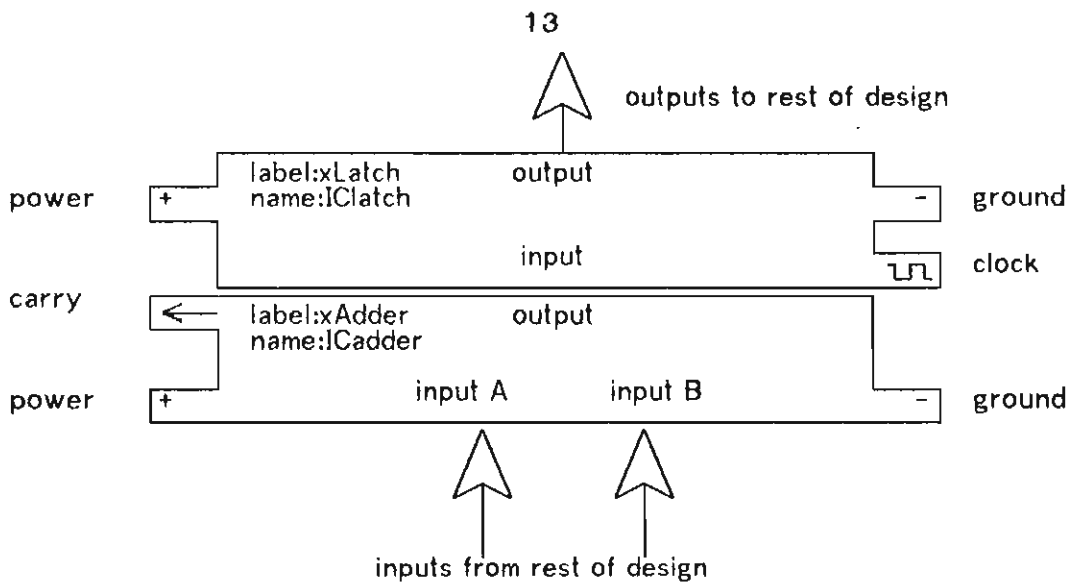 13
outputs to rest of design
label:xLatch output
name:IClatch
power + - ground
input
clock
carry
label:xAdder output
name:ICadder
input A input B
power + - ground
inputs from rest of design